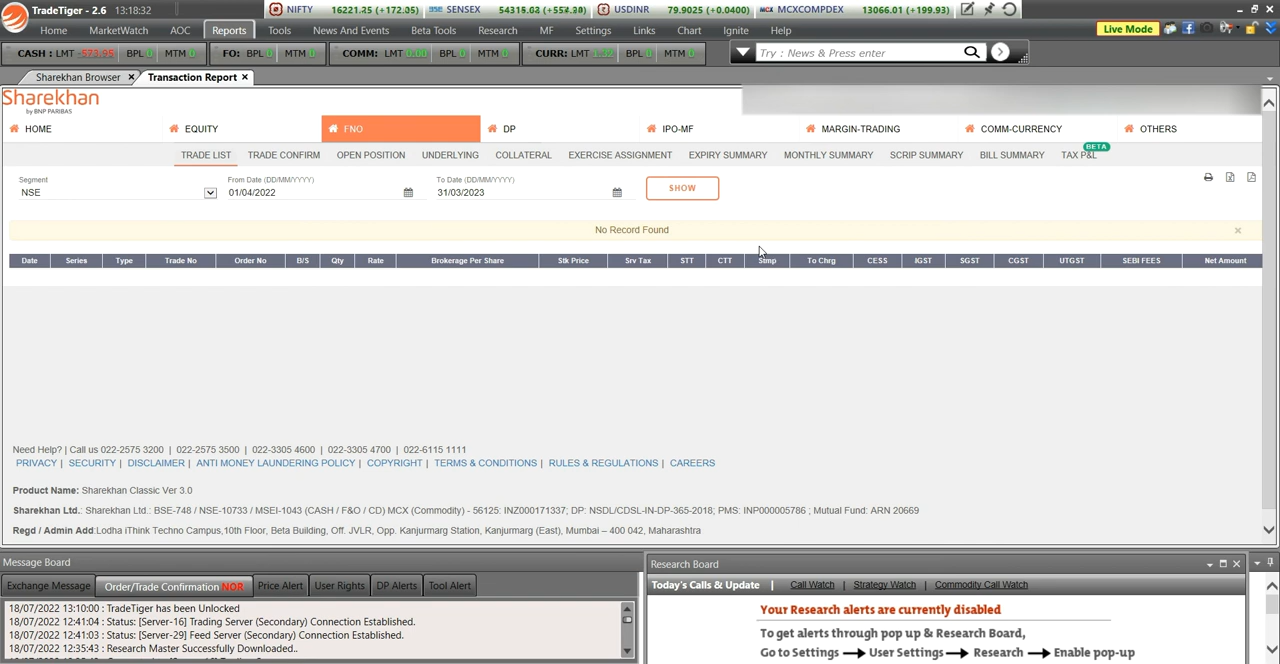 TradeTiger - 2.6 13:18:32 NIFTY 16221.25 (+172.35) BSE SENSEX USDINR 79.9025 (+0.0400) MCX MCXCOMPDEX 13066.01 (+199.93)
Home MarketWatch AOC Reports Tools News And Events Beta Tools Research MF Settings Links Chart Ignite Help Live Mode
CASH : LMT -573.95 BPL 0 MTM 0 FO: BPL 0 MTM 0 COMM: LMT 0.00 BPL 0 MTM 0 CURR: LMT BPL 0 MTM 0 Try : News & Press enter
Sharekhan Browser × Transaction Report ×
Sharekhan
by BNP PARIBAS
HOME EQUITY FNO DP IPO-MF MARGIN-TRADING COMM-CURRENCY OTHERS
BETA
TRADE LIST TRADE CONFIRM OPEN POSITION UNDERLYING COLLATERAL EXERCISE ASSIGNMENT EXPIRY SUMMARY MONTHLY SUMMARY SCRIP SUMMARY BILL SUMMARY TAX P&L
Segment From Date (DD/MM/YYYY) To Date (DD/MM/YYYY)
NSE 01/04/2022 31/03/2023 SHOW
No Record Found ×
Date Series Type Trade No Order No B/S Qty Rate Brokerage Per Share Stk Price Srv Tax STT CTT Stmp To Chrg CESS IGST SGST CGST UTGST SEBI FEES Net Amount
Need Help? | Call us 022-2575 3200 | 022-2575 3500 | 022-3305 4600 | 022-3305 4700 | 022-6115 1111
PRIVACY | SECURITY | DISCLAIMER | ANTI MONEY LAUNDERING POLICY | COPYRIGHT | TERMS & CONDITIONS | RULES & REGULATIONS | CAREERS
Product Name: Sharekhan Classic Ver 3.0
Sharekhan Ltd.: Sharekhan Ltd.: BSE-748 / NSE-10733 / MSEI-1043 (CASH / F&O / CD) MCX (Commodity) - 56125: INZ000171337; DP: NSDL/CDSL-IN-DP-365-2018; PMS: INP000005786 ; Mutual Fund: ARN 20669
Regd / Admin Add:Lodha iThink Techno Campus,10th Floor, Beta Building, Off. JVLR, Opp. Kanjurmarg Station, Kanjurmarg (East), Mumbai – 400 042, Maharashtra
Message Board
Exchange Message Order/Trade Confirmation NOR Price Alert User Rights DP Alerts Tool Alert
18/07/2022 13:10:00 : TradeTiger has been Unlocked
18/07/2022 12:41:04 : Status: [Server-16] Trading Server (Secondary) Connection Established.
18/07/2022 12:41:03 : Status: [Server-29] Feed Server (Secondary) Connection Established.
18/07/2022 12:35:43 : Research Master Successfully Downloaded..
Research Board
Today's Calls & Update | Call Watch | Strategy Watch | Commodity Call Watch
Your Research alerts are currently disabled
To get alerts through pop up & Research Board,
Go to Settings → User Settings → Research → Enable pop-up